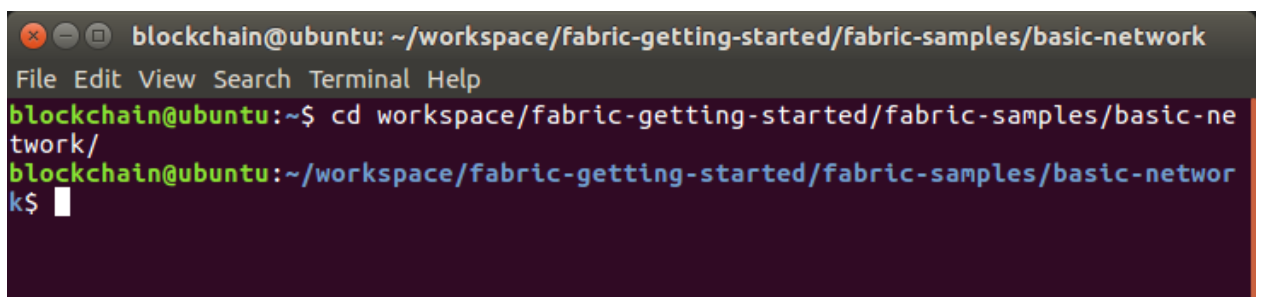 blockchain@ubuntu: ~/workspace/fabric-getting-started/fabric-samples/basic-network
File Edit View Search Terminal Help
blockchain@ubuntu:~$ cd workspace/fabric-getting-started/fabric-samples/basic-ne
twork/
blockchain@ubuntu:~/workspace/fabric-getting-started/fabric-samples/basic-networ
k$